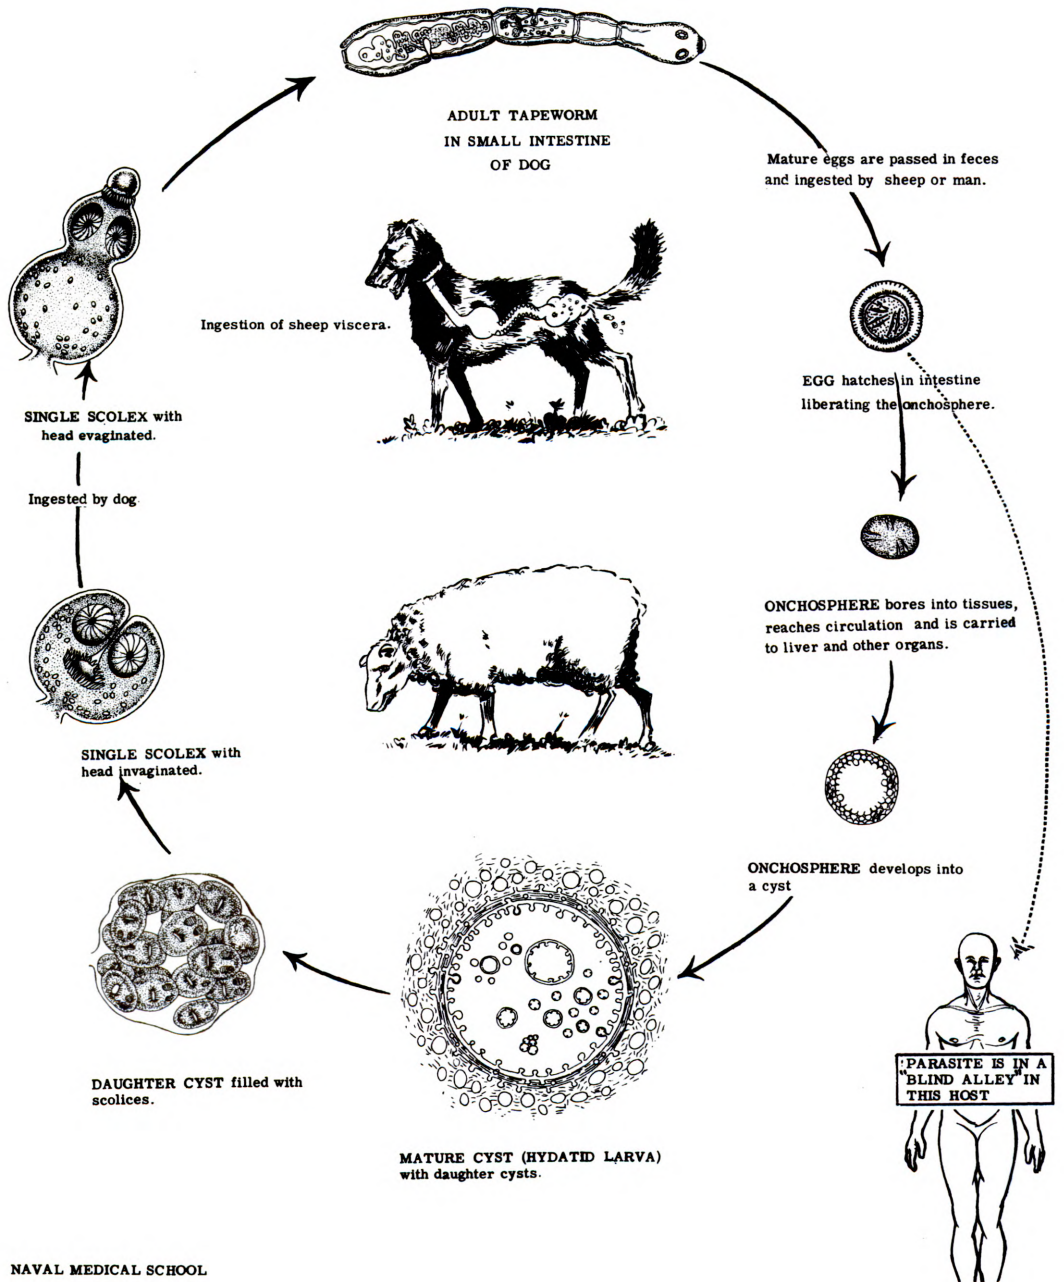 ADULT TAPEWORM
IN SMALL INTESTINE
OF DOG
Mature eggs are passed in feces
and ingested by sheep or man.
Ingestion of sheep viscera.
EGG hatches in intestine
liberating the onchosphere.
SINGLE SCOLEX with
head evaginated.
Ingested by dog
ONCHOSPHERE bores into tissues,
reaches circulation and is carried
to liver and other organs.
SINGLE SCOLEX with
head invaginated.
ONCHOSPHERE develops into
a cyst
DAUGHTER CYST filled with
scolices.
MATURE CYST (HYDATID LARVA)
with daughter cysts.
"PARASITE IS IN A
"BLIND ALLEY" IN
THIS HOST
NAVAL MEDICAL SCHOOL